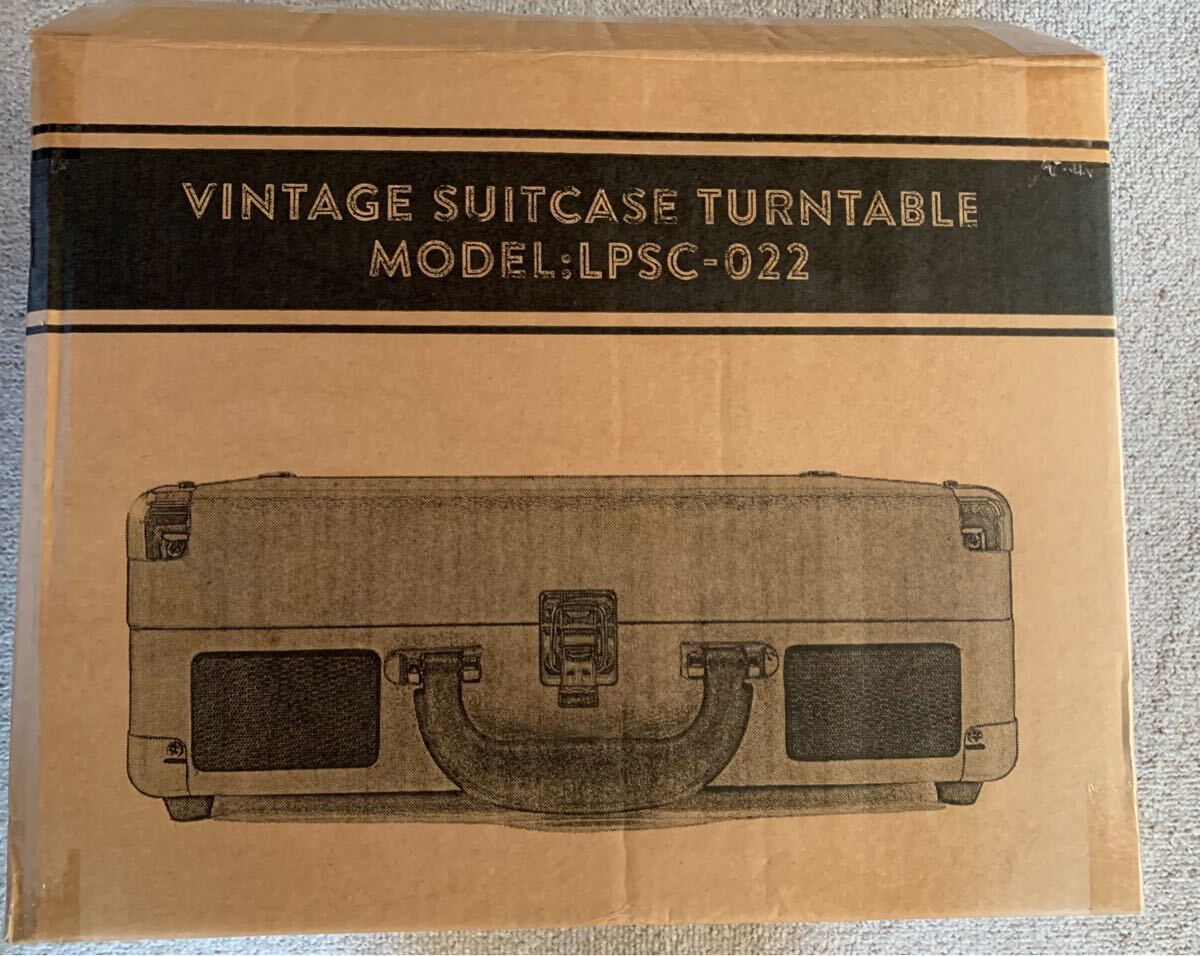 VINTAGE SUITCASE TURNTABLE
MODEL:LPSC-022